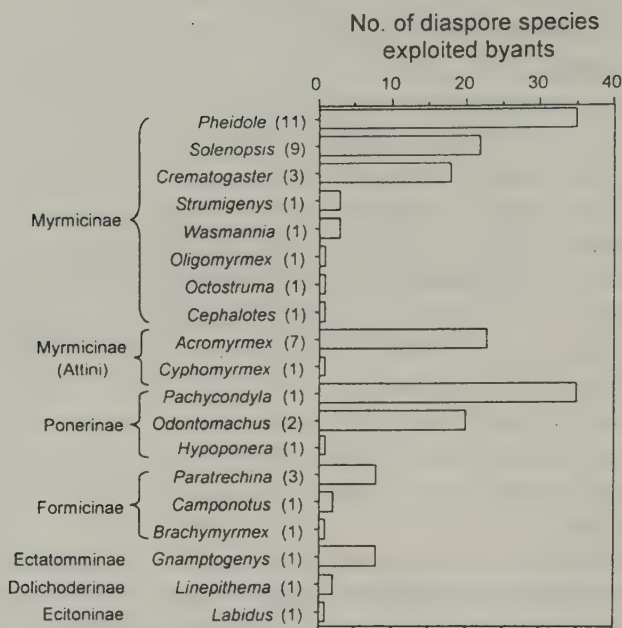 No. of diaspore species
exploited byants
0 10 20 30 40
Myrmicinae
Pheidole (11)
Solenopsis (9)
Crematogaster (3)
Strumigenys (1)
Wasmannia (1)
Oligomyrmex (1)
Octostruma (1)
Cephalotes (1)
Myrmicinae
(Attini)
Acromyrmex (7)
Cyphomyrmex (1)
Ponerinae
Pachycondyla (1)
Odontomachus (2)
Hypoponera (1)
Formicinae
Paratrechina (3)
Camponotus (1)
Brachymyrmex (1)
Ectatomminae Gnamptogenys (1)
Dolichoderinae Linepithema (1)
Ecitoninae Labidus (1)